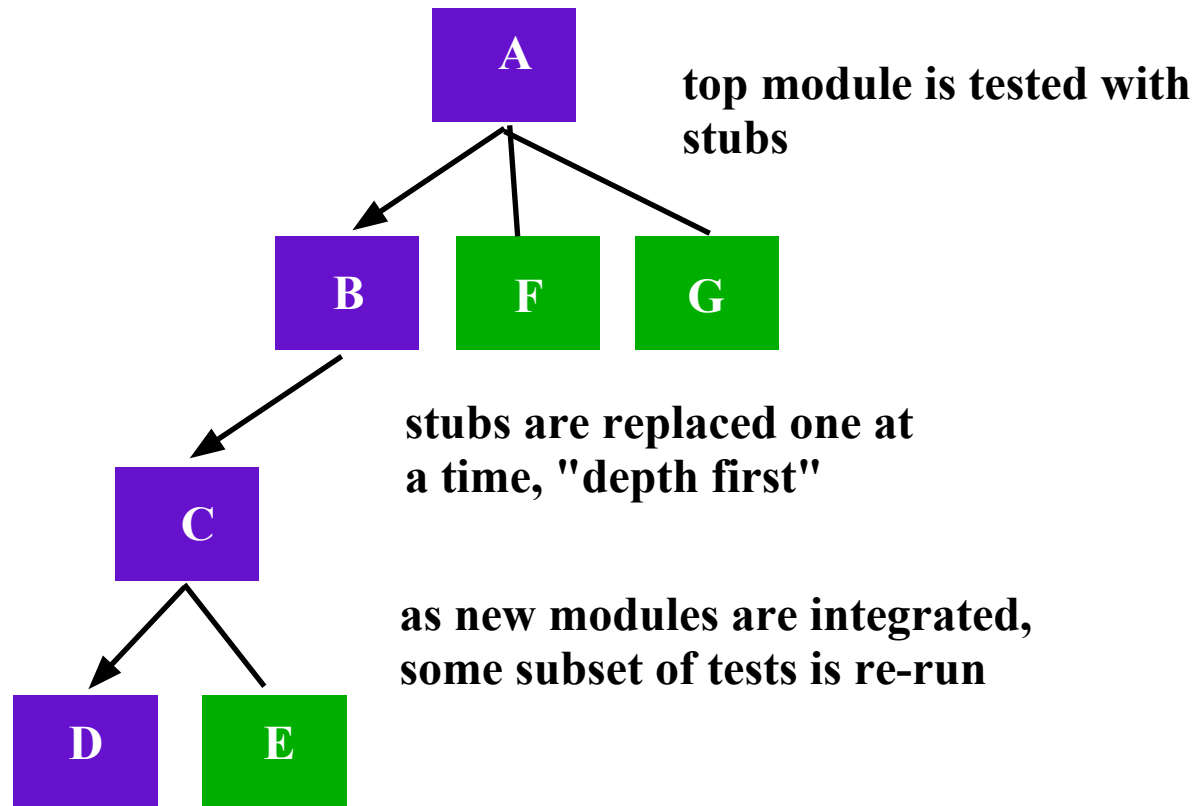 A
top module is tested with
stubs
B
F
G
stubs are replaced one at
a time, "depth first"
C
as new modules are integrated,
some subset of tests is re-run
D
E